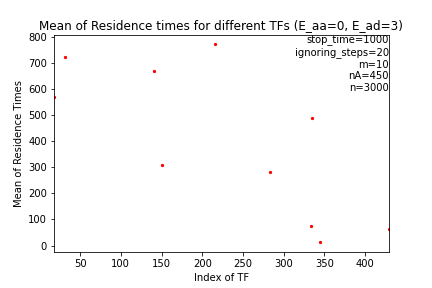 Mean of Residence times for different TFs (E_aa=0, E_ad=3)
stop_time=1000
ignoring_steps=20
m=10
nA=450
n=3000
Mean of Residence Times
800
700
600
500
400
300
200
100
0
50 100 150 200 250 300 350 400
Index of TF